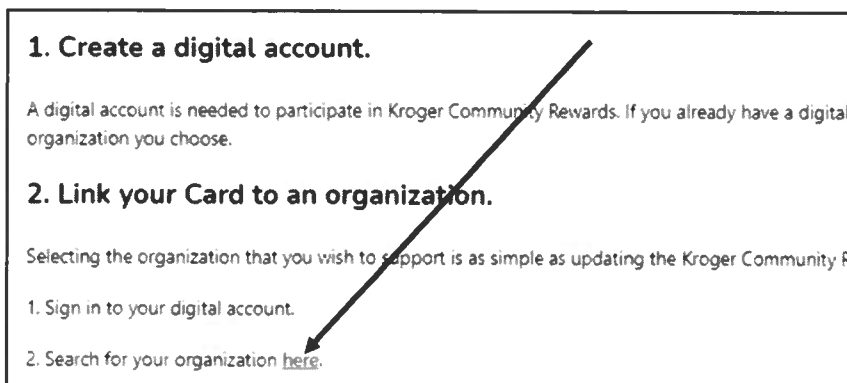 1. Create a digital account.
A digital account is needed to participate in Kroger Community Rewards. If you already have a digital
organization you choose.
2. Link your Card to an organization.
Selecting the organization that you wish to support is as simple as updating the Kroger Community
1. Sign in to your digital account.
2. Search for your organization here.